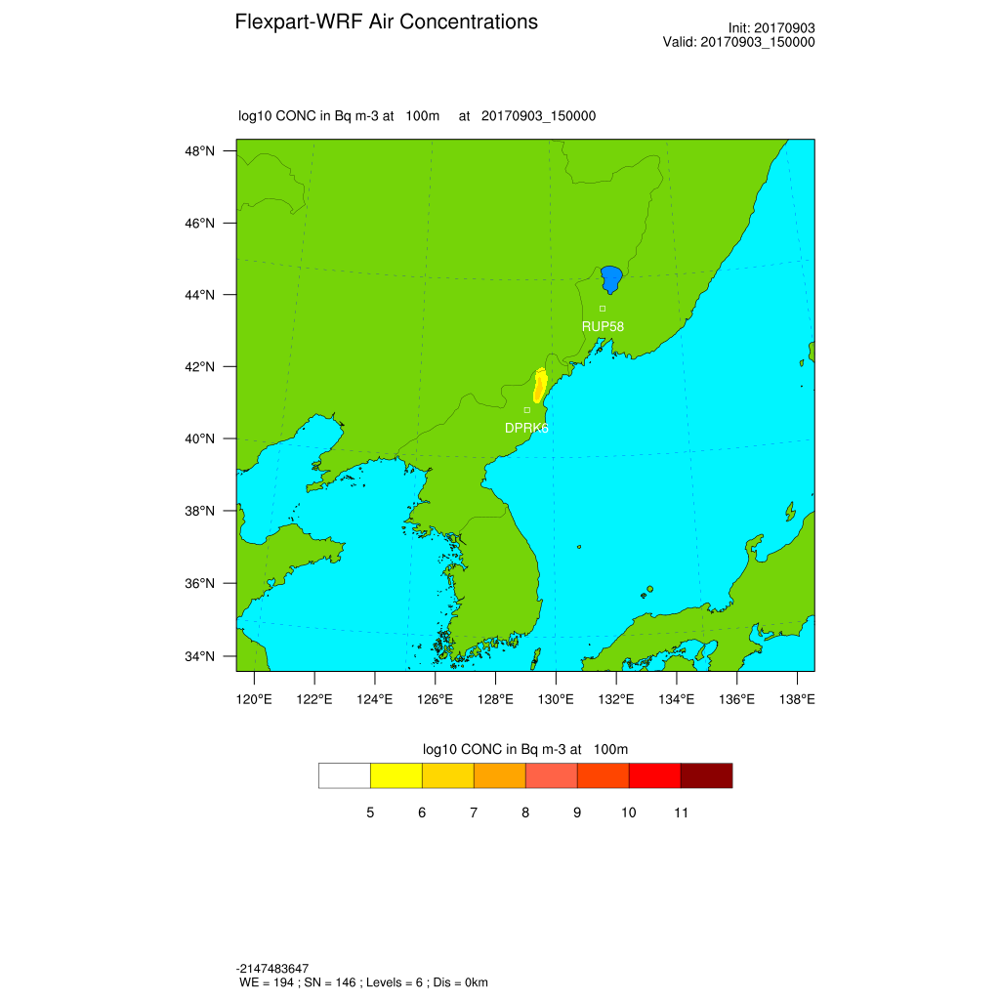 Flexpart-WRF Air Concentrations
Init: 20170903
Valid: 20170903_150000
log10 CONC in Bq m-3 at 100m at 20170903_150000
48°N
46°N
44°N
42°N
40°N
38°N
36°N
34°N
RUP58
DPRK6
120°E 122°E 124°E 126°E 128°E 130°E 132°E 134°E 136°E 138°E
log10 CONC in Bq m-3 at 100m
5 6 7 8 9 10 11
-2147483647
WE = 194 ; SN = 146 ; Levels = 6 ; Dis = 0km